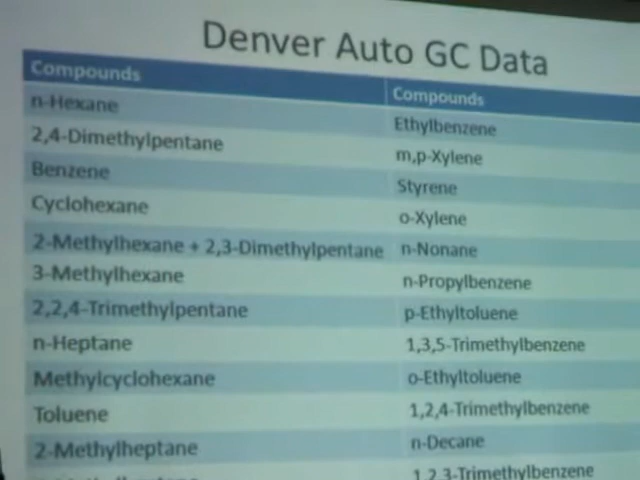 Denver Auto GC Data
Compounds
n-Hexane
2,4-Dimethylpentane
Benzene
Cyclohexane
2-Methylhexane + 2,3-Dimethylpentane
3-Methylhexane
2,2,4-Trimethylpentane
n-Heptane
Methylcyclohexane
Toluene
2-Methylheptane
Compounds
Ethylbenzene
m,p-Xylene
Styrene
o-Xylene
n-Nonane
n-Propylbenzene
p-Ethyltoluene
1,3,5-Trimethylbenzene
o-Ethyltoluene
1,2,4-Trimethylbenzene
n-Decane
1,2,3-Trimethylbenzene